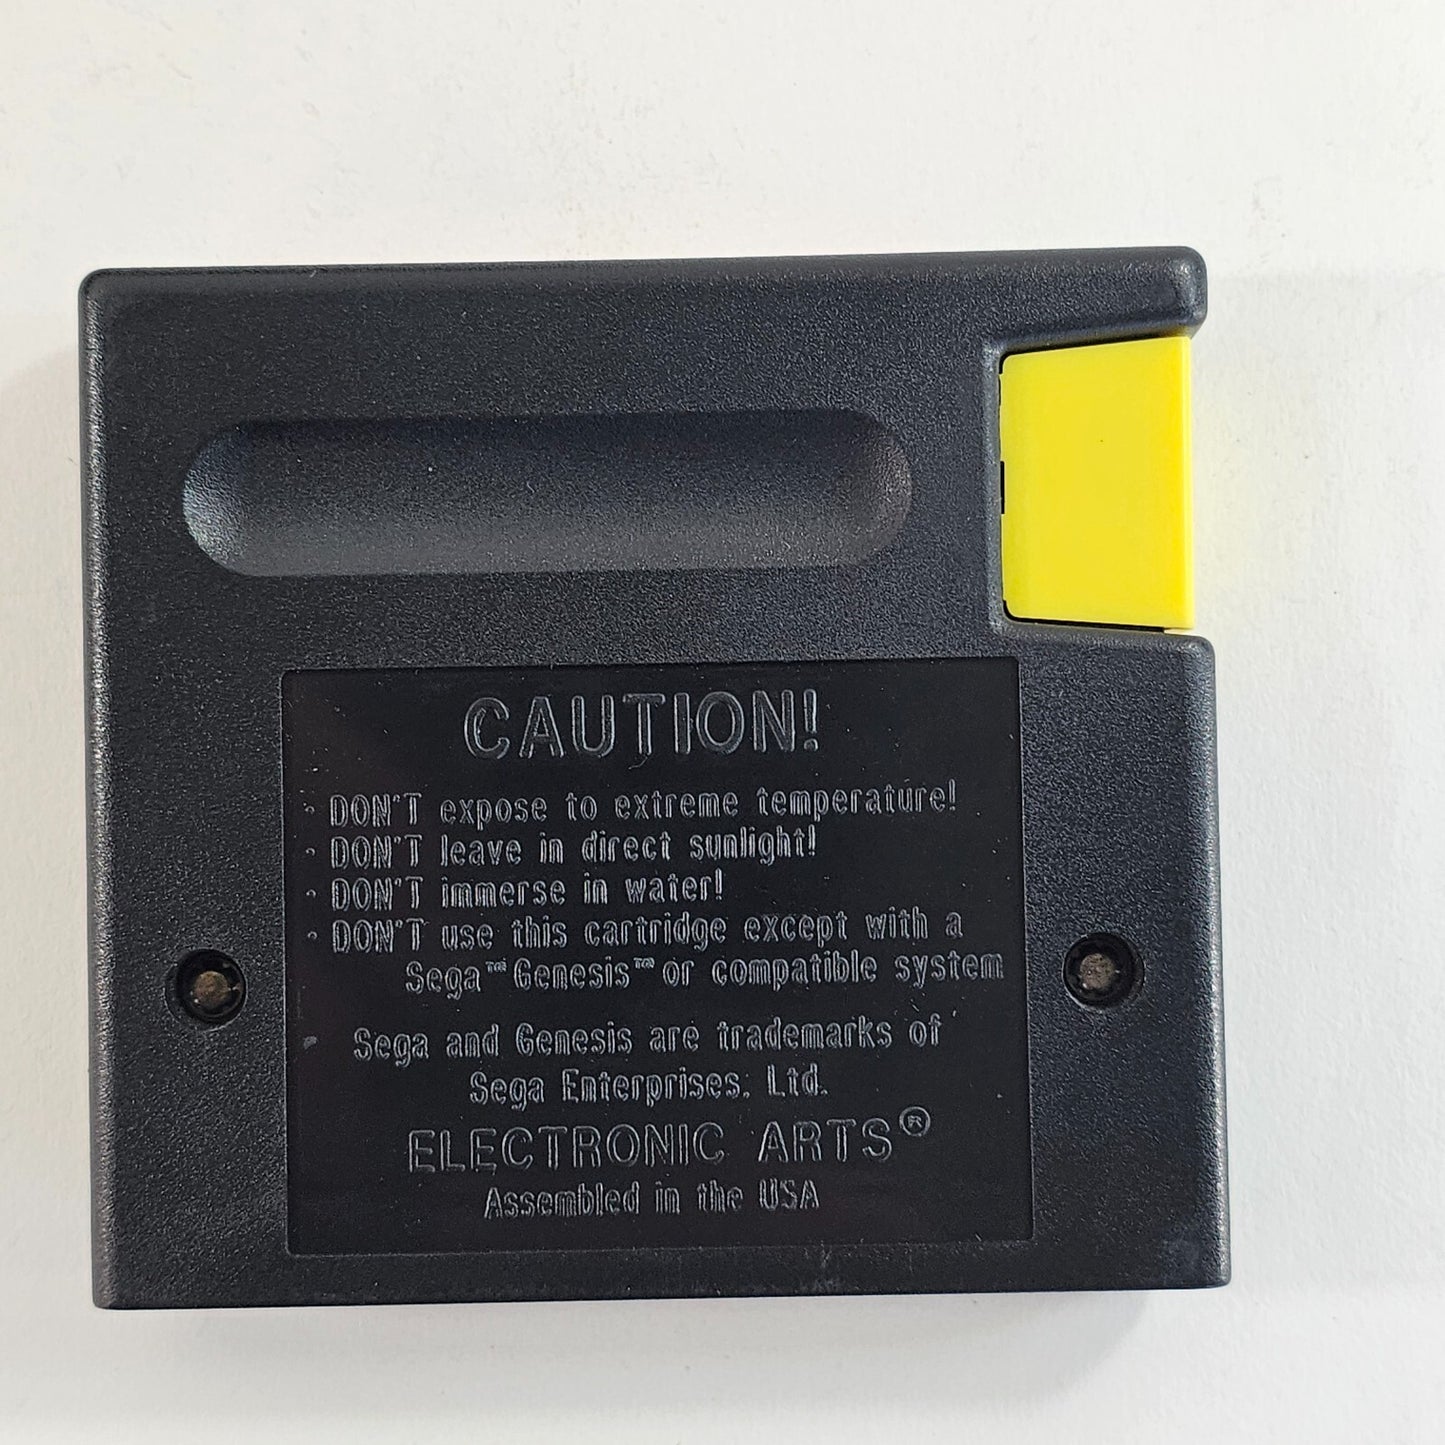 CAUTION!
· DON'T expose to extreme temperature!
· DON'T leave in direct sunlight!
· DON'T immerse in water!
· DON'T use this cartridge except with a
Sega™ Genesis™ or compatible system
Sega and Genesis are trademarks of
Sega Enterprises. Ltd.
ELECTRONIC ARTS®
Assembled in the USA